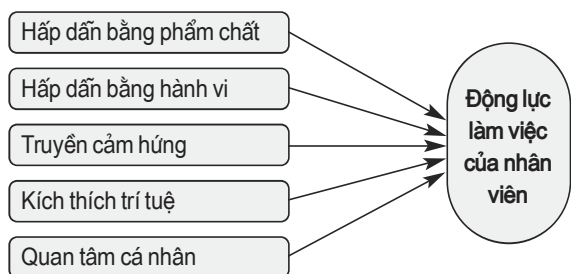 Hấp dẫn bằng phẩm chất
Hấp dẫn bằng hành vi
Truyền cảm hứng
Kích thích trí tuệ
Quan tâm cá nhân
Động lực
làm việc
của nhân
viên